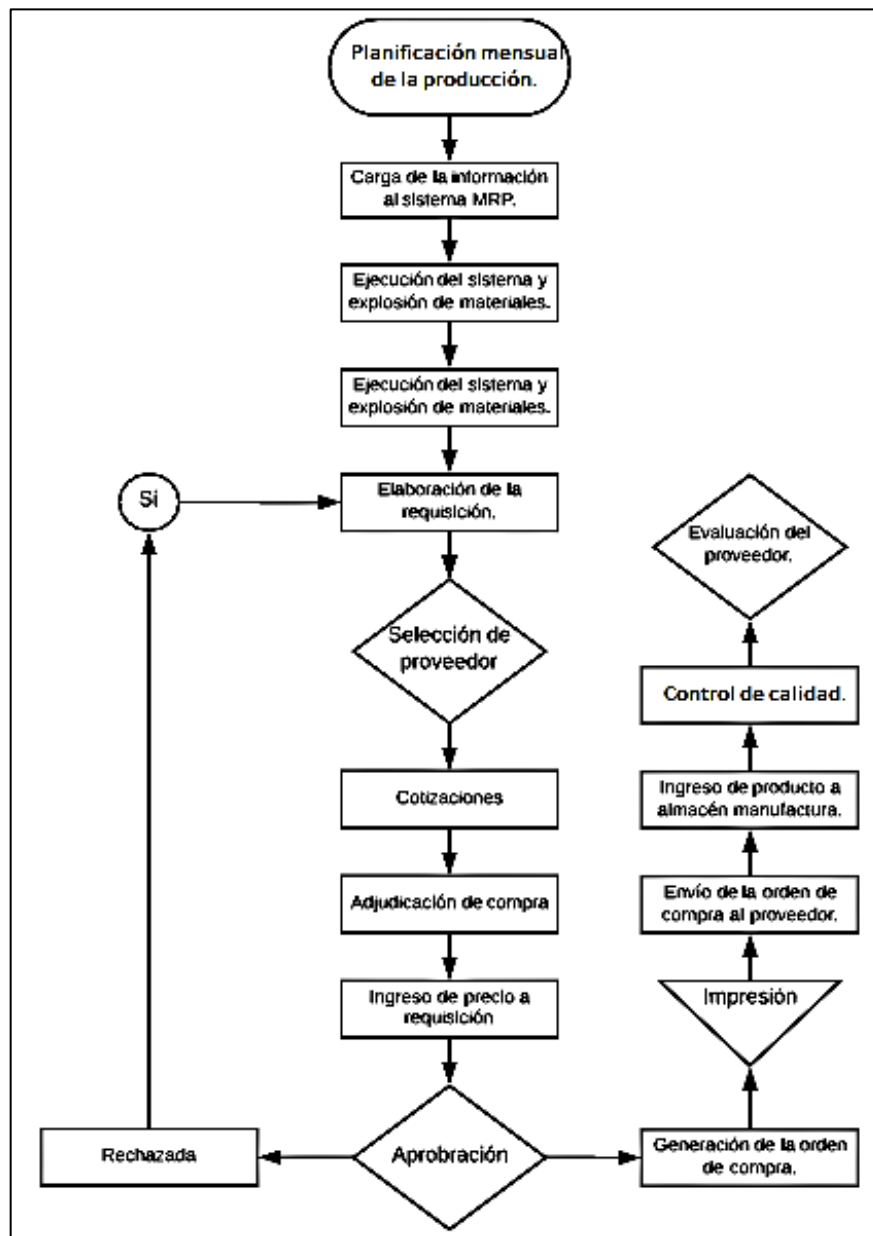 Planificación mensual
de la producción.
Carga de la información
al sistema MRP.
Ejecución del sistema y
explosión de materiales.
Ejecución del sistema y
explosión de materiales.
Si
Elaboración de la
requisición.
Selección de
proveedor
Cotizaciones
Adjudicación de compra
Ingreso de precio a
requisición
Aprobración
Rechazada
Generación de la orden
de compra.
Impresión
Envío de la orden de
compra al proveedor.
Ingreso de producto a
almacén manufactura.
Control de calidad.
Evaluación del
proveedor.